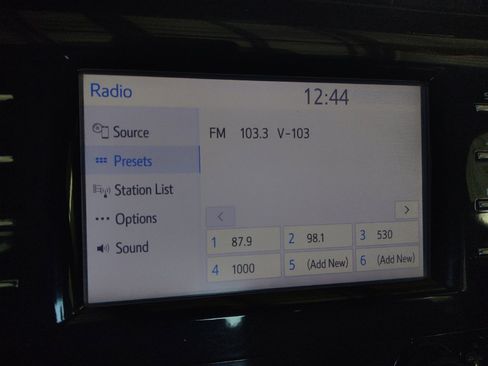 Radio
12:44
Source
FM 103.3 V-103
Presets
Station List
Options
Sound
1 87.9
2 98.1
3 530
4 1000
5 (Add New)
6 (Add New)